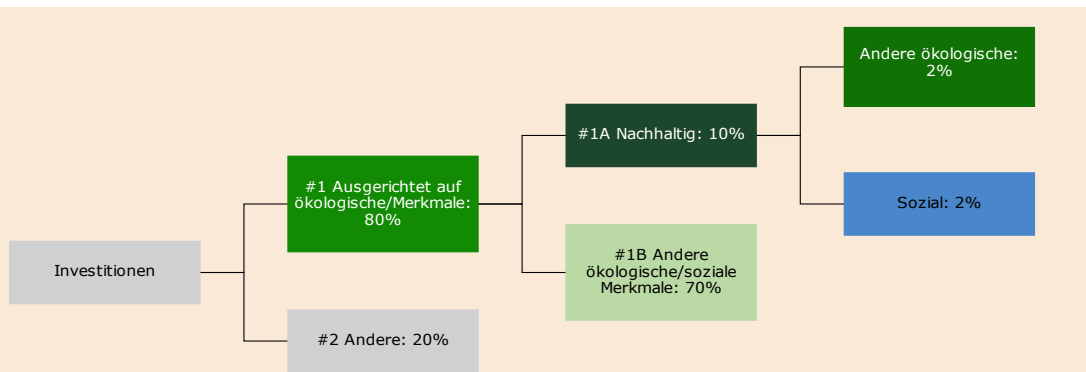 Andere ökologische:
2%
#1A Nachhaltig: 10%
#1 Ausgerichtet auf
ökologische/Merkmale:
80%
Sozial: 2%
#1B Andere
ökologische/soziale
Merkmale: 70%
Investitionen
#2 Andere: 20%